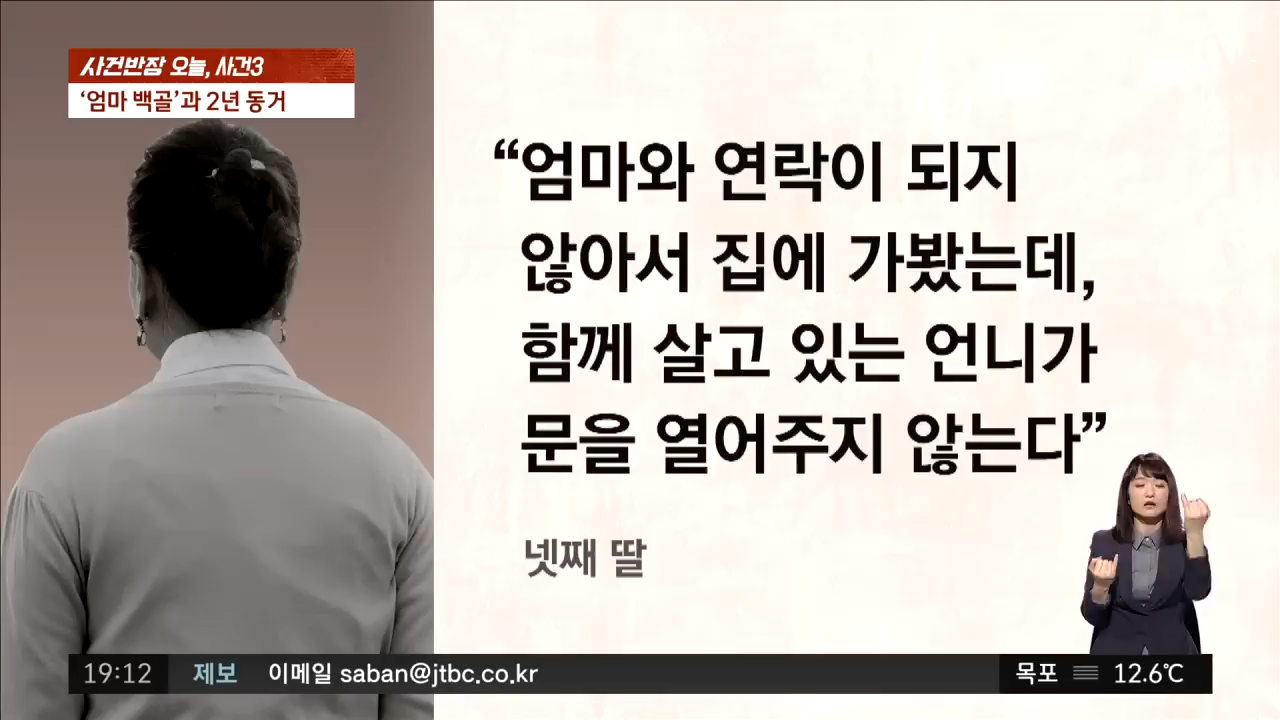 사건반장 오늘, 사건3
‘엄마 백골’과 2년 동거
“엄마와 연락이 되지
않아서 집에 가봤는데,
함께 살고 있는 언니가
문을 열어주지 않는다”
넷째 딸
19:12 제보 이메일 saban@jtbc.co.kr 목포 12.6℃